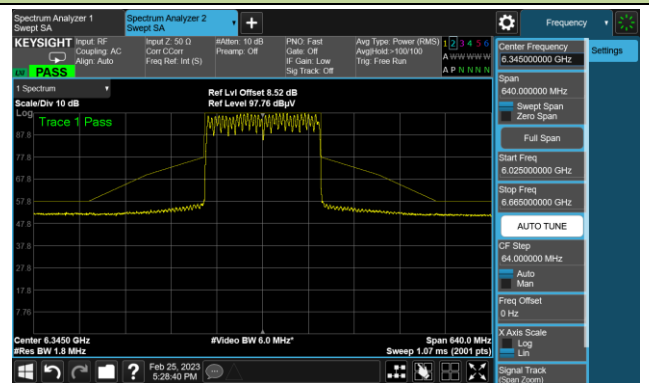 Spectrum Analyzer 1
Swept SA
Spectrum Analyzer 2
Swept SA
+
Frequency
KEYSIGHT
Input: RF
Coupling: AC
Align: Auto
Input Z: 50 Ω
Corr CCorr
Freq Ref: Int (S)
#Atten: 10 dB
Preamp: Off
PNO: Fast
Gate: Off
IF Gain: Low
Sig Track: Off
Avg Type: Power (RMS)
Avg|Hold:>100/100
Trig: Free Run
1 2 3 4 5 6
A WW WW W
A P N N N N
PASS
1 Spectrum
Scale/Div 10 dB
Ref Lvl Offset 8.52 dB
Ref Level 97.76 dBµV
Log
Trace 1 Pass
87.8
77.8
67.8
57.8
47.8
37.8
27.8
17.8
7.76
Center 6.3450 GHz
#Res BW 1.8 MHz
#Video BW 6.0 MHz*
Span 640.0 MHz
Sweep 1.07 ms (2001 pts)
Settings
Center Frequency
6.345000000 GHz
Span
640.000000 MHz
Swept Span
Zero Span
Full Span
Start Freq
6.025000000 GHz
Stop Freq
6.665000000 GHz
AUTO TUNE
CF Step
64.000000 MHz
Auto
Man
Freq Offset
0 Hz
X Axis Scale
Log
Lin
Signal Track
(Span Zoom)
?
Feb 25, 2023
5:28:40 PM